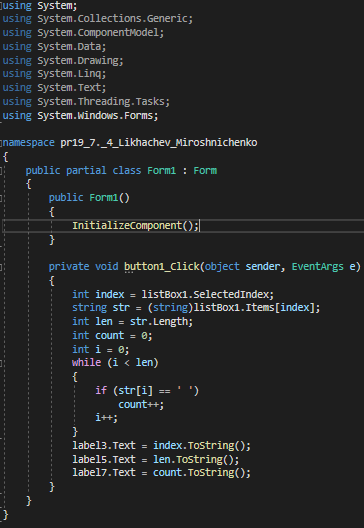 using System;
using System.Collections.Generic;
using System.ComponentModel;
using System.Data;
using System.Drawing;
using System.Linq;
using System.Text;
using System.Threading.Tasks;
using System.Windows.Forms;
namespace pr19_7._4_Likhachev_Miroshnichenko
{
public partial class Form1 : Form
{
public Form1()
{
InitializeComponent();
}
private void button1_Click(object sender, EventArgs e)
{
int index = listBox1.SelectedIndex;
string str = (string)listBox1.Items[index];
int len = str.Length;
int count = 0;
int i = 0;
while (i < len)
{
if (str[i] == ' ')
count++;
i++;
}
label3.Text = index.ToString();
label5.Text = len.ToString();
label7.Text = count.ToString();
}
}
}